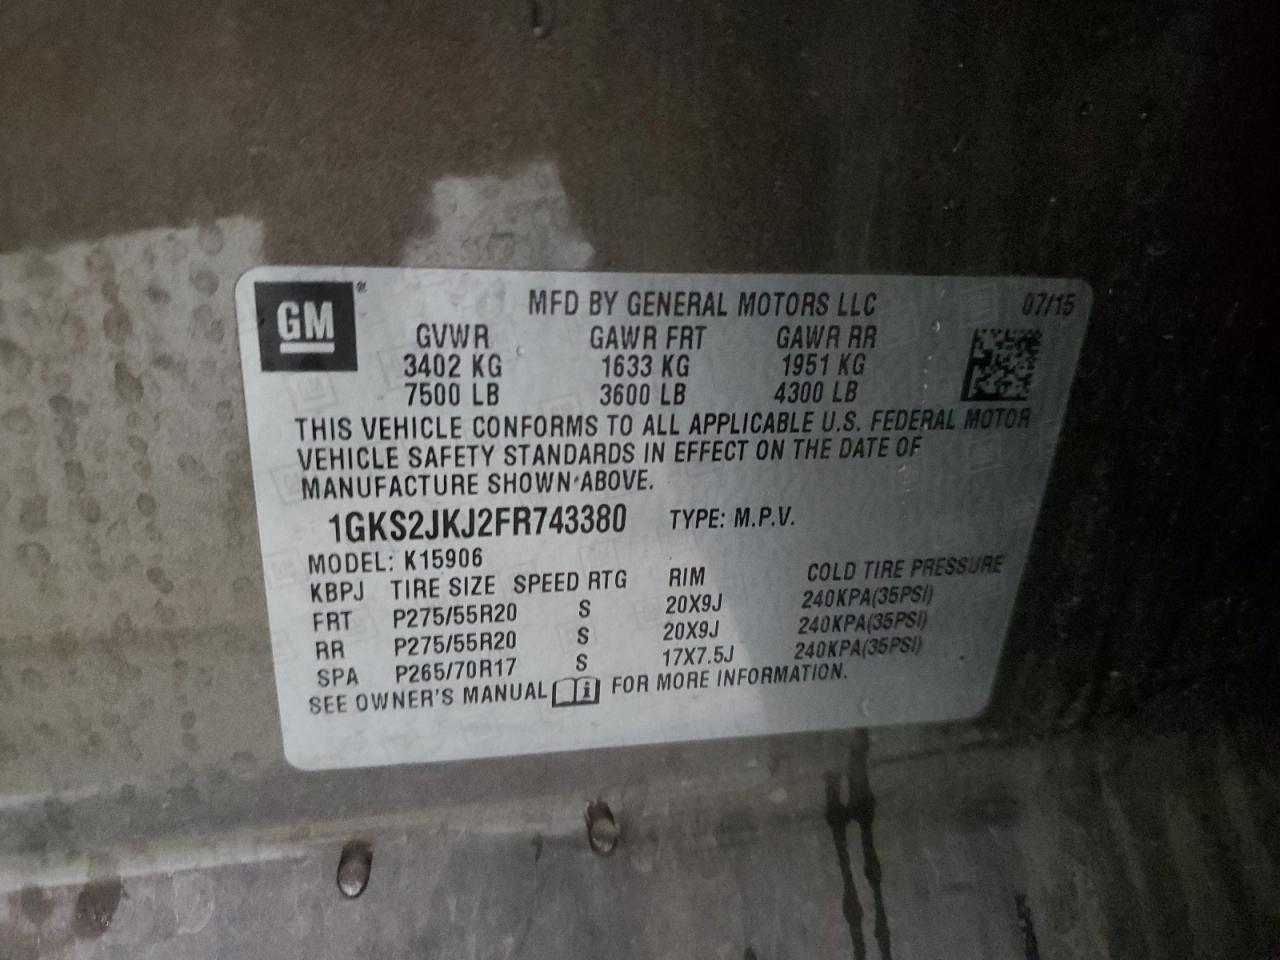 GM ®
MFD BY GENERAL MOTORS LLC 07/15
GVWR GAWR FRT GAWR RR
3402 KG 1633 KG 1951 KG
7500 LB 3600 LB 4300 LB
THIS VEHICLE CONFORMS TO ALL APPLICABLE U.S. FEDERAL MOTOR
VEHICLE SAFETY STANDARDS IN EFFECT ON THE DATE OF
MANUFACTURE SHOWN ABOVE.
1GKS2JKJ2FR743380 TYPE: M.P.V.
MODEL: K15906
KBPJ TIRE SIZE SPEED RTG RIM COLD TIRE PRESSURE
FRT P275/55R20 S 20X9J 240KPA(35PSI)
RR P275/55R20 S 20X9J 240KPA(35PSI)
SPA P265/70R17 S 17X7.5J 240KPA(35PSI)
SEE OWNER'S MANUAL i FOR MORE INFORMATION.